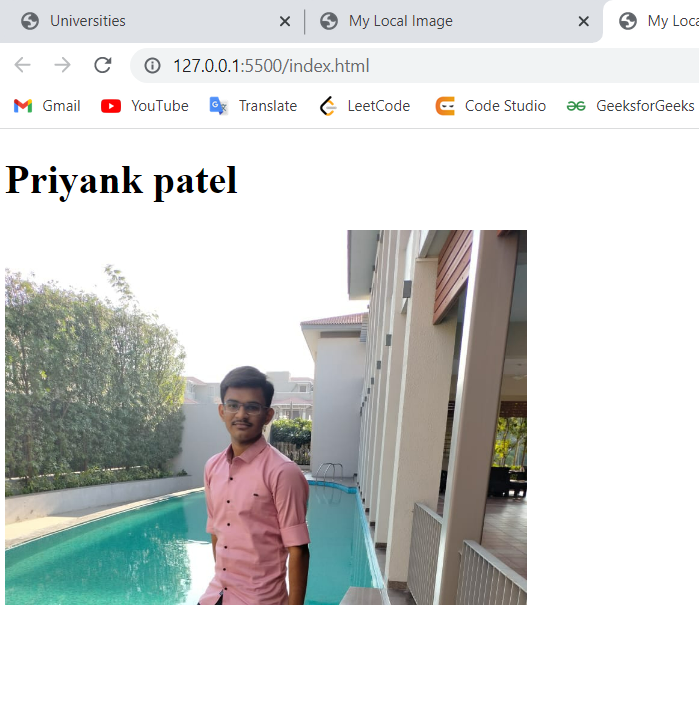 Universities
My Local Image
My Loca
127.0.0.1:5500/index.html
Gmail
YouTube
Translate
LeetCode
Code Studio
GeeksforGeeks
Priyank patel